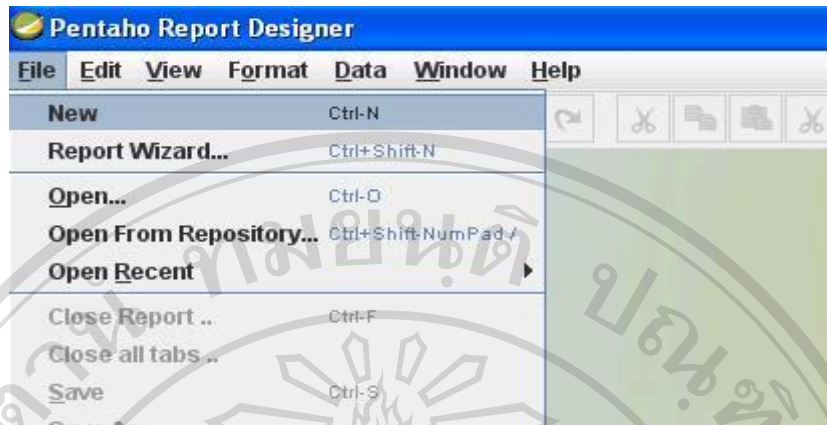 Pentaho Report Designer
File Edit View Format Data Window Help
New Ctrl-N
Report Wizard... Ctrl+Shift-N
Open... Ctrl-O
Open From Repository... Ctrl+Shift-NumPad /
Open Recent
Close Report .. Ctrl-F
Close all tabs ..
Save Ctrl-S